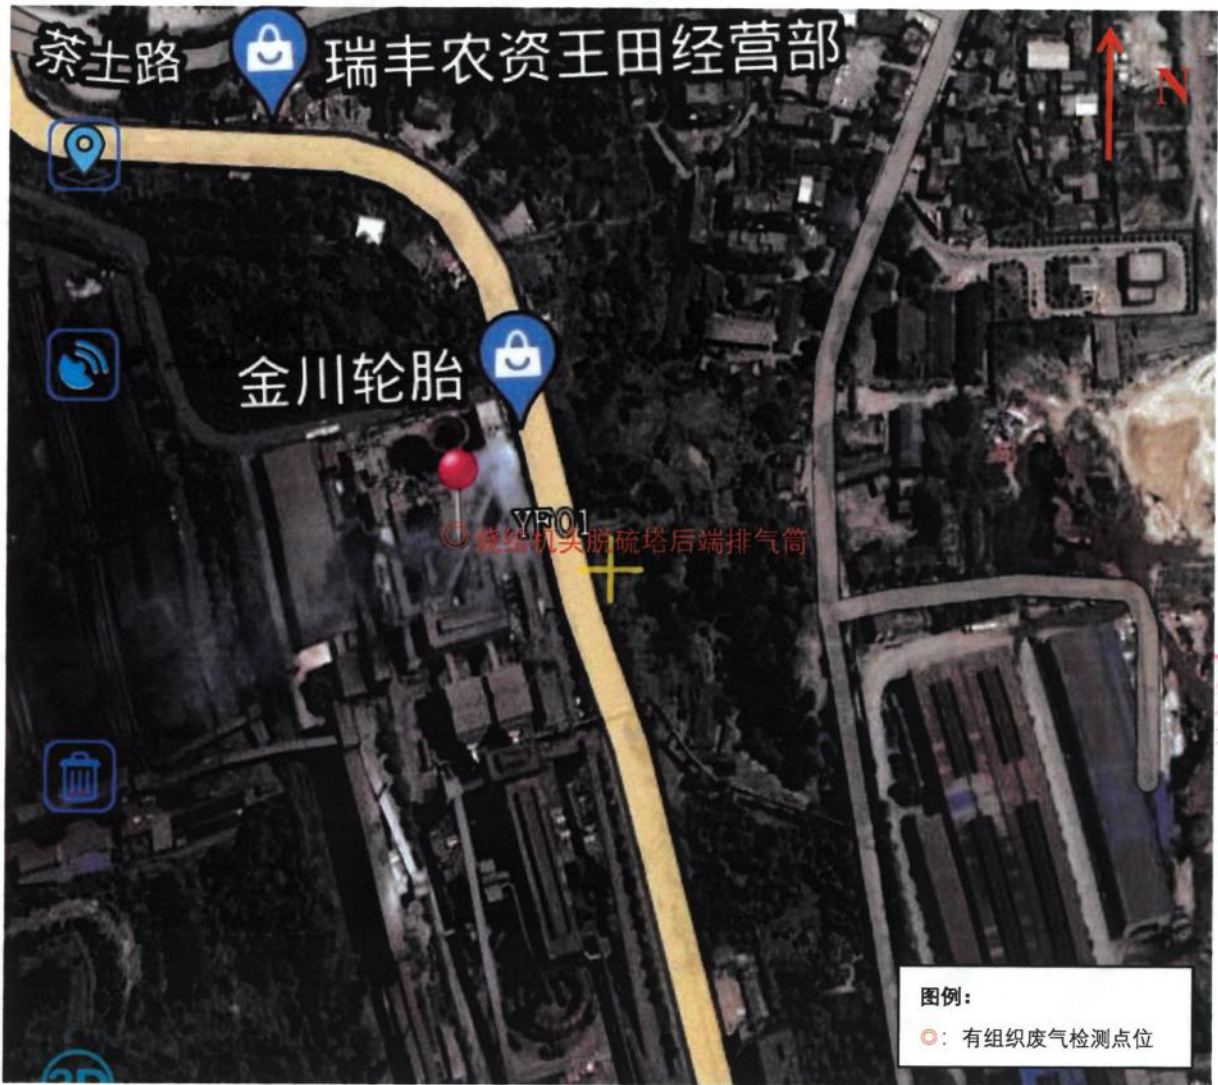 茶土路
瑞丰农资王田经营部
N
金川轮胎
YF01
烧结机头脱硫塔后端排气筒
3D
图例：
◎：有组织废气检测点位